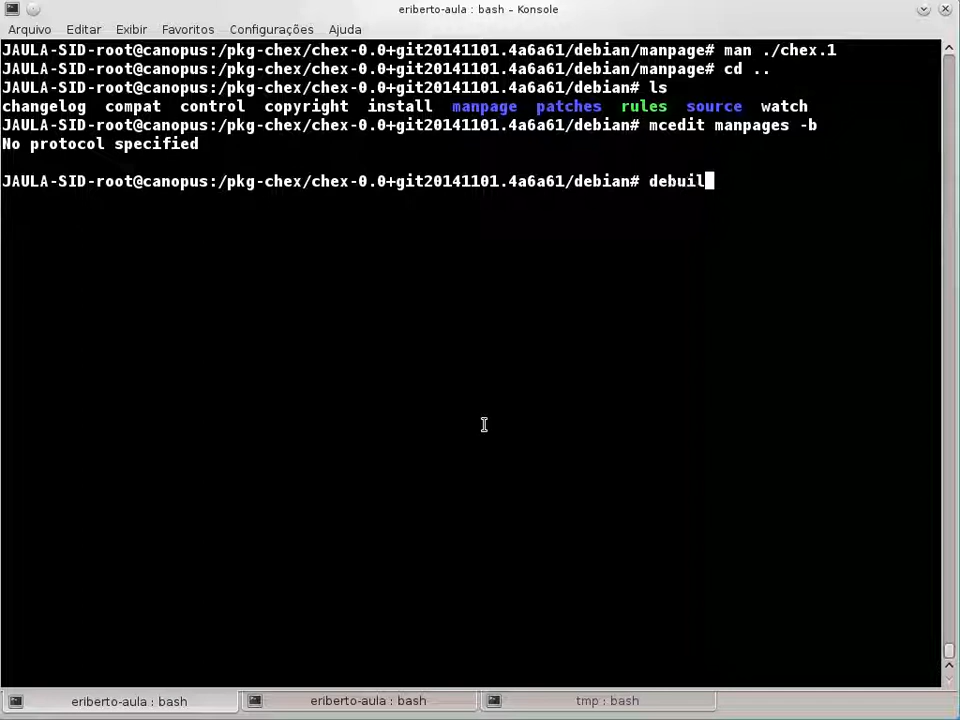 eriberto-aula : bash – Konsole
Arquivo Editar Exibir Favoritos Configurações Ajuda
JAULA-SID-root@canopus:/pkg-chex/chex-0.0+git20141101.4a6a61/debian/manpage# man ./chex.1
JAULA-SID-root@canopus:/pkg-chex/chex-0.0+git20141101.4a6a61/debian/manpage# cd ..
JAULA-SID-root@canopus:/pkg-chex/chex-0.0+git20141101.4a6a61/debian# ls
changelog compat control copyright install manpage patches rules source watch
JAULA-SID-root@canopus:/pkg-chex/chex-0.0+git20141101.4a6a61/debian# mcedit manpages -b
No protocol specified
JAULA-SID-root@canopus:/pkg-chex/chex-0.0+git20141101.4a6a61/debian# debuil
eriberto-aula : bash eriberto-aula : bash tmp : bash